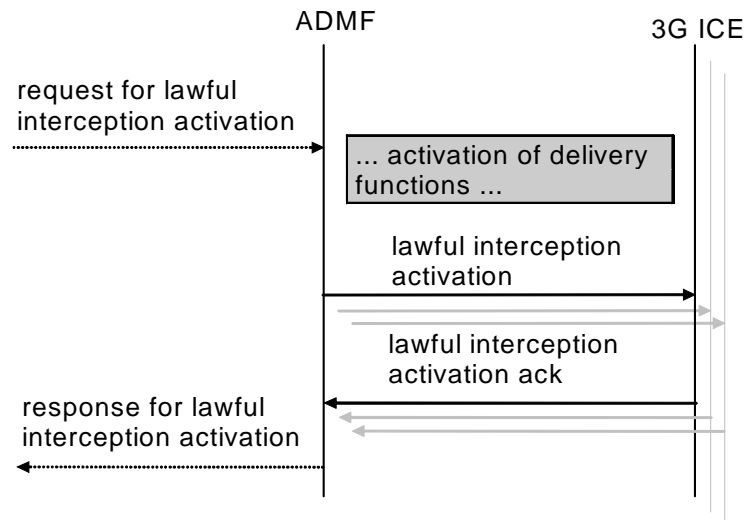 ADMF
3G ICE
request for lawful
interception activation
... activation of delivery
functions ...
lawful interception
activation
lawful interception
activation ack
response for lawful
interception activation